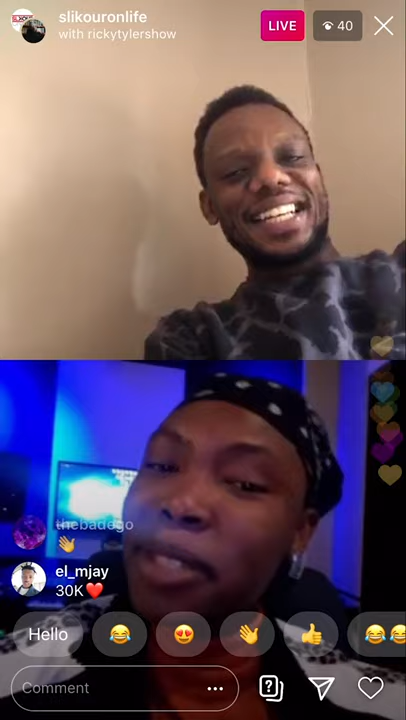 slikouronlife
with rickytylershow
LIVE
40
thebadego
👋
el_mjay
30K❤️
Hello
😂
😍
👋
👍
😂😂
Comment